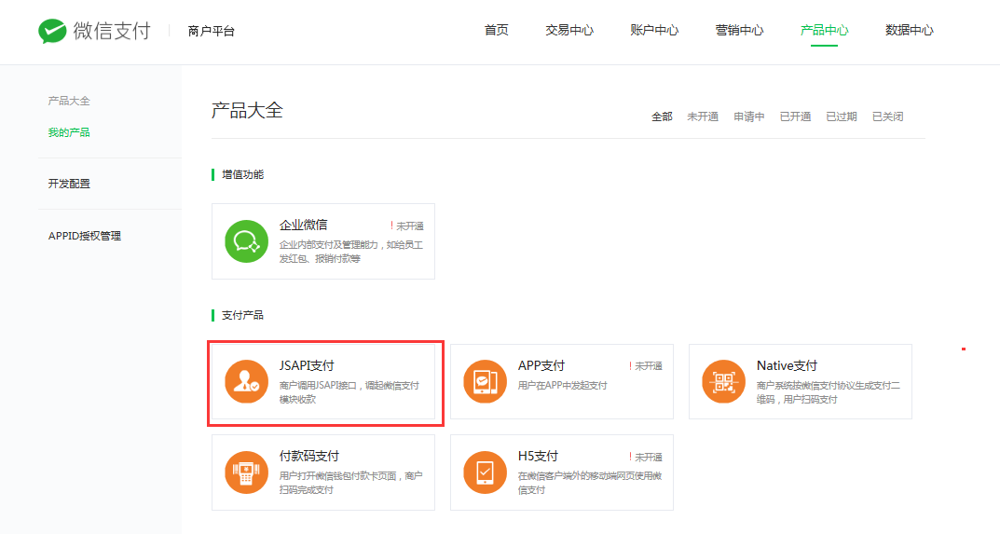 微信支付 商户平台 首页 交易中心 账户中心 营销中心 产品中心 数据中心
产品大全
我的产品
开发配置
APPID授权管理
产品大全
全部 未开通 申请中 已开通 已过期 已关闭
增值功能
企业微信 ! 未开通
企业内部支付及管理能力，如给员工
发红包、报销付款等
支付产品
JSAPI支付
商户调用JSAPI接口，调起微信支付
模块收款
APP支付 ! 未开通
用户在APP中发起支付
Native支付
商户系统按微信支付协议生成支付二
维码，用户扫码支付
付款码支付
用户打开微信钱包付款卡页面，商户
扫码完成支付
H5支付 ! 未开通
在微信客户端外的移动端网页使用微
信支付